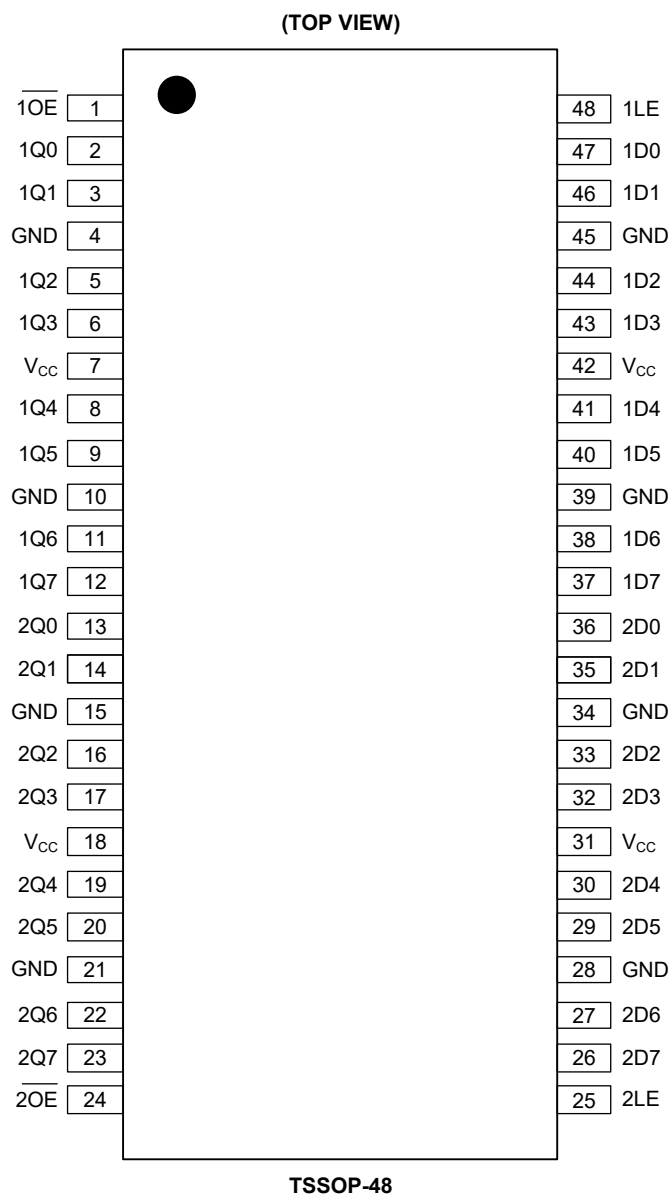 (TOP VIEW)
1OE 1 48 1LE
1Q0 2 47 1D0
1Q1 3 46 1D1
GND 4 45 GND
1Q2 5 44 1D2
1Q3 6 43 1D3
VCC 7 42 VCC
1Q4 8 41 1D4
1Q5 9 40 1D5
GND 10 39 GND
1Q6 11 38 1D6
1Q7 12 37 1D7
2Q0 13 36 2D0
2Q1 14 35 2D1
GND 15 34 GND
2Q2 16 33 2D2
2Q3 17 32 2D3
VCC 18 31 VCC
2Q4 19 30 2D4
2Q5 20 29 2D5
GND 21 28 GND
2Q6 22 27 2D6
2Q7 23 26 2D7
2OE 24 25 2LE
TSSOP-48